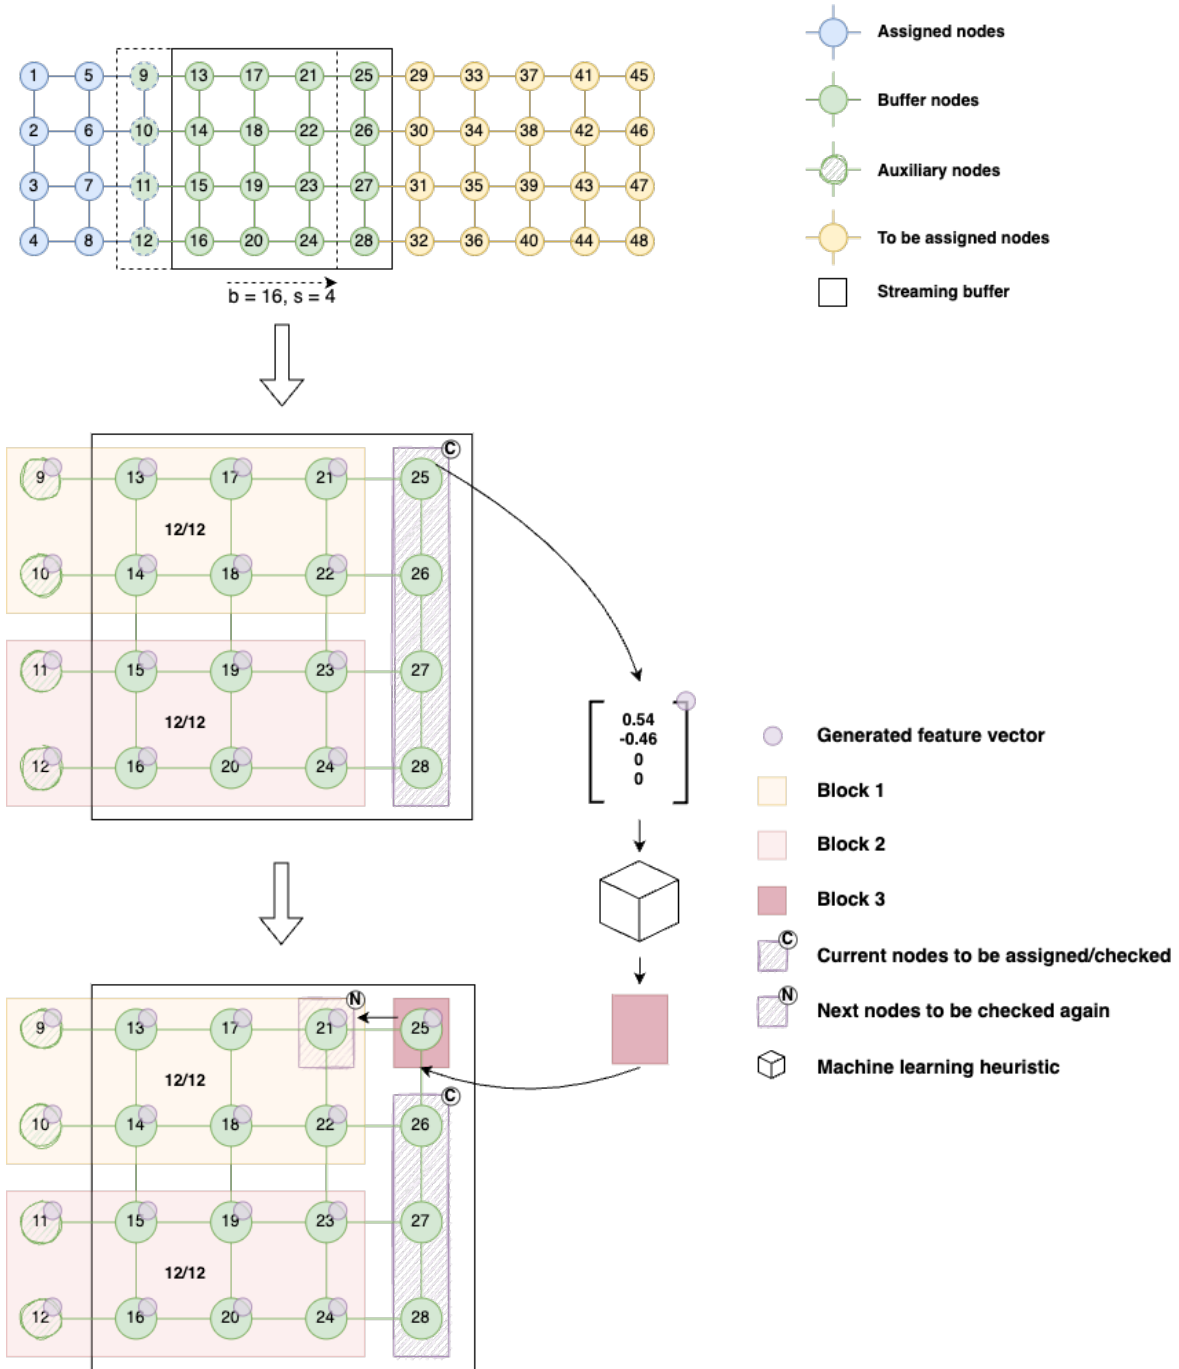 1 5 9 13 17 21 25 29 33 37 41 45
2 6 10 14 18 22 26 30 34 38 42 46
3 7 11 15 19 23 27 31 35 39 43 47
4 8 12 16 20 24 28 32 36 40 44 48
b = 16, s = 4
Assigned nodes
Buffer nodes
Auxiliary nodes
To be assigned nodes
Streaming buffer
C
9 13 17 21 25
12/12
10 14 18 22 26
11 15 19 23 27
12/12
12 16 20 24 28
0.54
-0.46
0
0
Generated feature vector
Block 1
Block 2
Block 3
C
Current nodes to be assigned/checked
N
Next nodes to be checked again
Machine learning heuristic
N
9 13 17 21 25
12/12
C
10 14 18 22 26
11 15 19 23 27
12/12
12 16 20 24 28